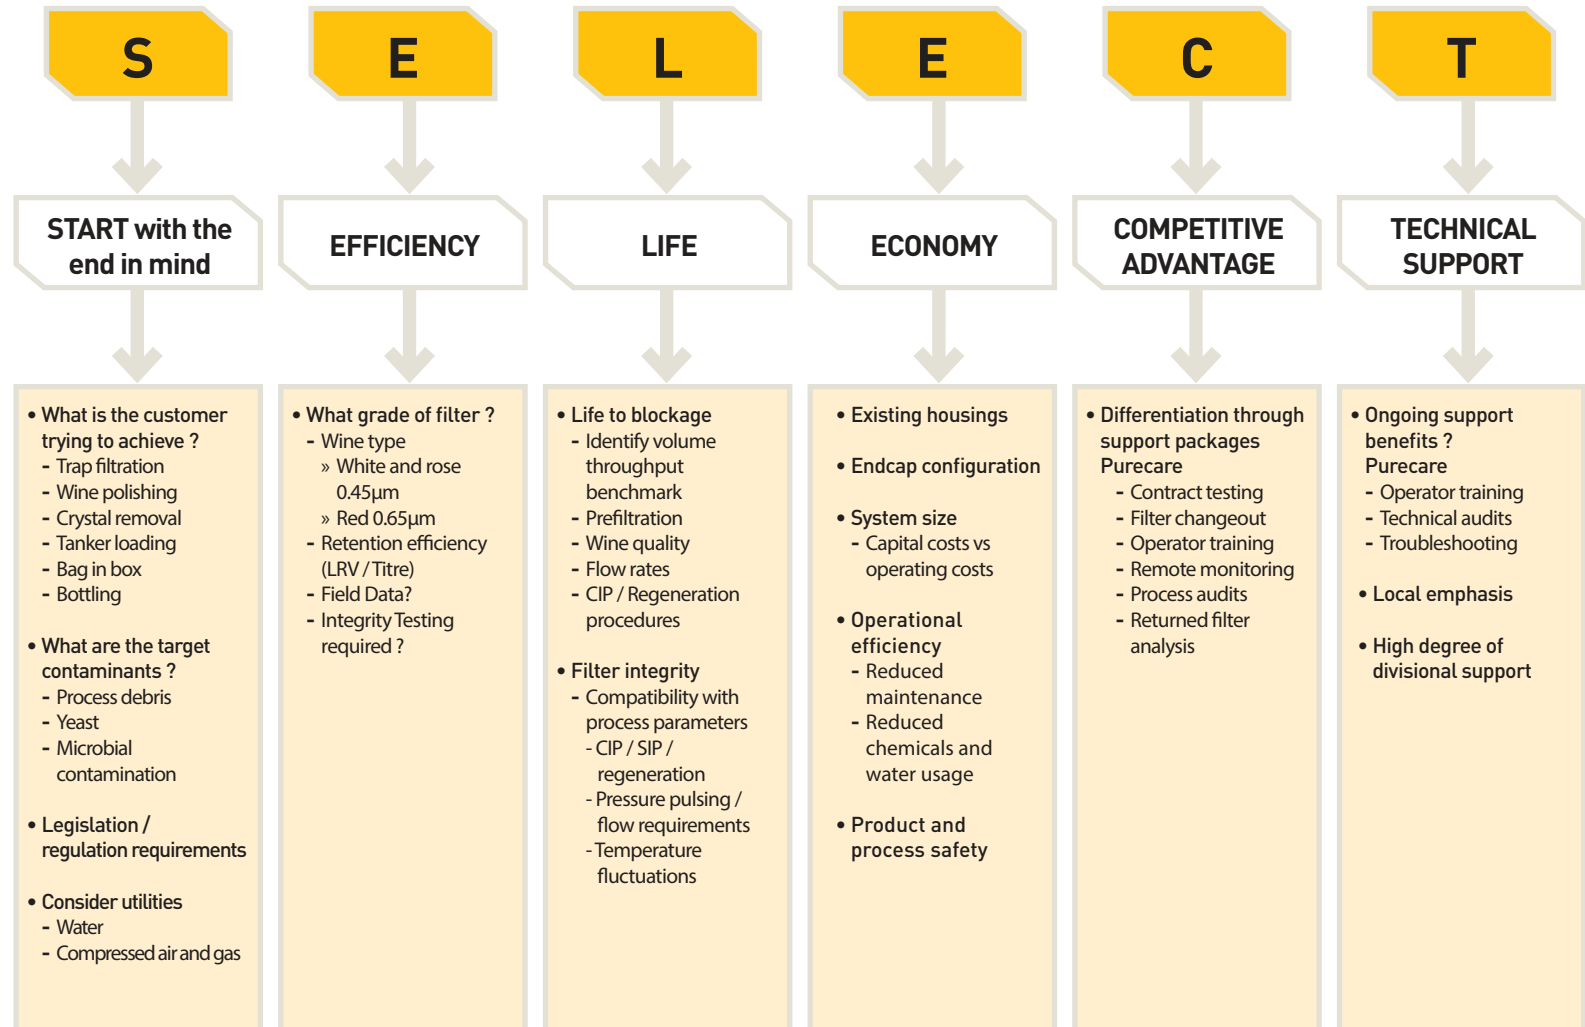 S
E
L
E
C
T
START with the
end in mind
EFFICIENCY
LIFE
ECONOMY
COMPETITIVE
ADVANTAGE
TECHNICAL
SUPPORT
• What is the customer
trying to achieve ?
- Trap filtration
- Wine polishing
- Crystal removal
- Tanker loading
- Bag in box
- Bottling
• What are the target
contaminants ?
- Process debris
- Yeast
- Microbial
contamination
• Legislation /
regulation requirements
• Consider utilities
- Water
- Compressed air and gas
• What grade of filter ?
- Wine type
» White and rose
0.45µm
» Red 0.65µm
- Retention efficiency
(LRV / Titre)
- Field Data?
- Integrity Testing
required ?
• Life to blockage
- Identify volume
throughput
benchmark
- Prefiltration
- Wine quality
- Flow rates
- CIP / Regeneration
procedures
• Filter integrity
- Compatibility with
process parameters
- CIP / SIP /
regeneration
- Pressure pulsing /
flow requirements
- Temperature
fluctuations
• Existing housings
• Endcap configuration
• System size
- Capital costs vs
operating costs
• Operational
efficiency
- Reduced
maintenance
- Reduced
chemicals and
water usage
• Product and
process safety
• Differentiation through
support packages
Purecare
- Contract testing
- Filter changeout
- Operator training
- Remote monitoring
- Process audits
- Returned filter
analysis
• Ongoing support
benefits ?
Purecare
- Operator training
- Technical audits
- Troubleshooting
• Local emphasis
• High degree of
divisional support